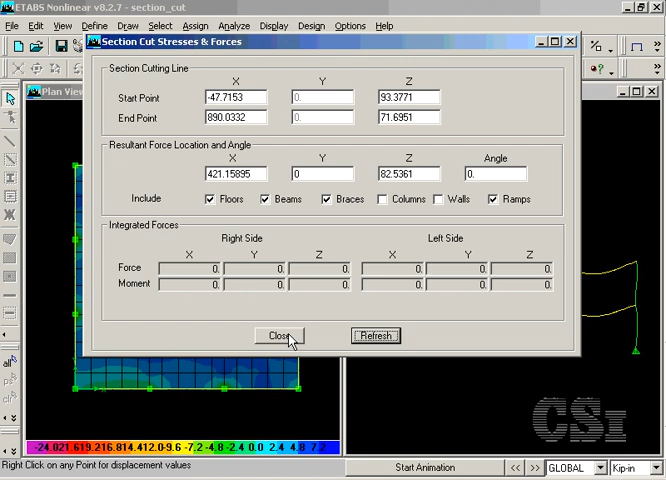 ETABS Nonlinear v8.2.7 - section_cut
File Edit View Define Draw Select Assign Analyze Display Design Options Help
Section Cut Stresses & Forces
Plan View
Section Cutting Line
X Y Z
Start Point -47.7153 0. 93.3771
End Point 890.0332 0. 71.6951
Resultant Force Location and Angle
X Y Z Angle
421.15895 0 82.5361 0.
Include Floors Beams Braces Columns Walls Ramps
Integrated Forces
Right Side Left Side
X Y Z X Y Z
Force 0. 0. 0. 0. 0. 0.
Moment 0. 0. 0. 0. 0. 0.
Close Refresh
all
ps
clr
CSI
-24.0 21.6 19.2 16.8 14.4 12.0 -9.6 -7.2 -4.8 -2.4 0.0 2.4 4.8 7.2
Right Click on any Point for displacement values
Start Animation << >> GLOBAL Kip-in